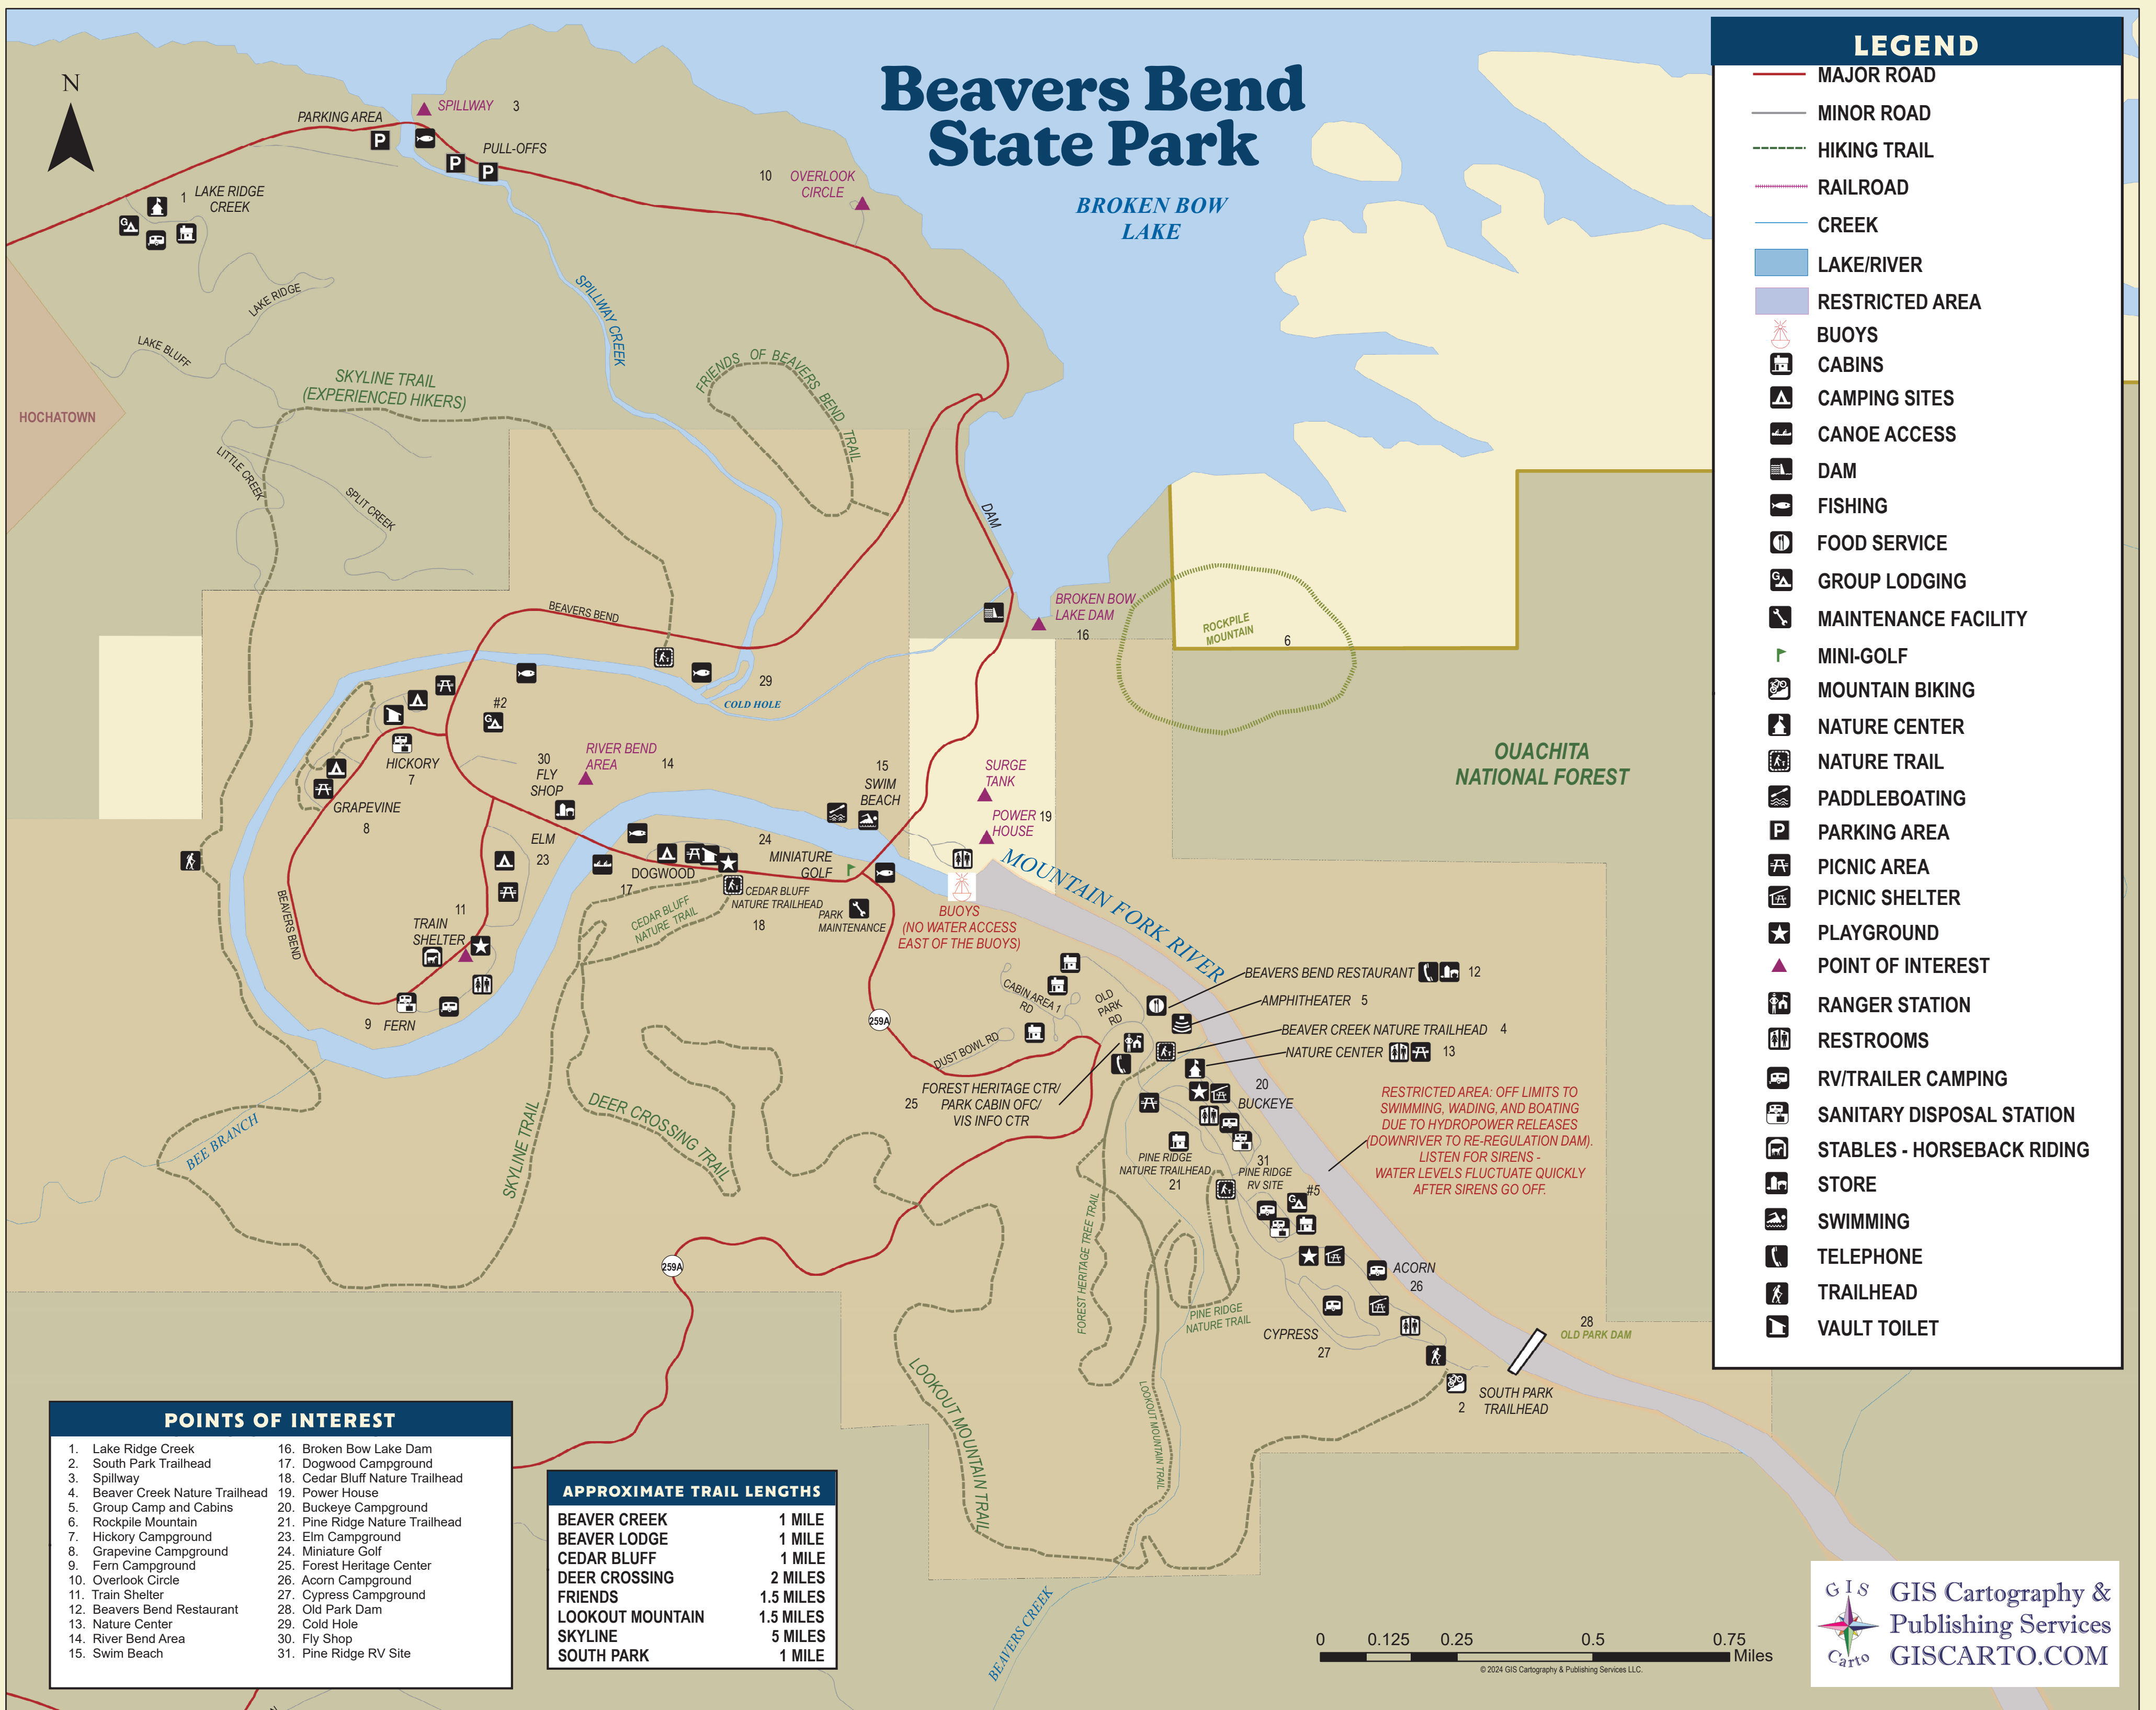 Beavers Bend
State Park
N
PARKING AREA
P
SPILLWAY 3
PULL-OFFS
P
P
1 LAKE RIDGE
CREEK
G
10 OVERLOOK
CIRCLE
BROKEN BOW
LAKE
SPILLWAY CREEK
LAKE RIDGE
LAKE BLUFF
HOCHATOWN
SKYLINE TRAIL
(EXPERIENCED HIKERS)
FRIENDS OF BEAVERS BEND TRAIL
LITTLE CREEK
SPLIT CREEK
DAM
BEAVERS BEND
BROKEN BOW
LAKE DAM
16
ROCKPILE
MOUNTAIN
6
29
COLD HOLE
#2
G
HICKORY
7
GRAPEVINE
8
30
FLY
SHOP
RIVER BEND
AREA
14
15
SWIM
BEACH
SURGE
TANK
POWER
HOUSE
19
OUACHITA
NATIONAL FOREST
ELM
23
24
MINIATURE
GOLF
DOGWOOD
17
CEDAR BLUFF
NATURE TRAIL
CEDAR BLUFF
NATURE TRAILHEAD
18
PARK
MAINTENANCE
BUOYS
(NO WATER ACCESS
EAST OF THE BUOYS)
MOUNTAIN FORK RIVER
BEAVERS BEND
11
TRAIN
SHELTER
9 FERN
259A
CABIN AREA 1
RD
OLD
PARK
RD
DUST BOWL RD
BEAVERS BEND RESTAURANT 12
AMPHITHEATER 5
BEAVER CREEK NATURE TRAILHEAD 4
NATURE CENTER 13
FOREST HERITAGE CTR/
25 PARK CABIN OFC/
VIS INFO CTR
20
BUCKEYE
RESTRICTED AREA: OFF LIMITS TO
SWIMMING, WADING, AND BOATING
DUE TO HYDROPOWER RELEASES
(DOWNRIVER TO RE-REGULATION DAM).
LISTEN FOR SIRENS -
WATER LEVELS FLUCTUATE QUICKLY
AFTER SIRENS GO OFF.
BEE BRANCH
SKYLINE TRAIL
DEER CROSSING TRAIL
PINE RIDGE
NATURE TRAILHEAD
21
31
PINE RIDGE
RV SITE
#5
G
FOREST HERITAGE TREE TRAIL
259A
ACORN
26
PINE RIDGE
NATURE TRAIL
CYPRESS
27
28
OLD PARK DAM
LOOKOUT MOUNTAIN TRAIL
LOOKOUT MOUNTAIN TRAIL
SOUTH PARK
TRAILHEAD
2
BEAVERS CREEK
LEGEND
MAJOR ROAD
MINOR ROAD
HIKING TRAIL
RAILROAD
CREEK
LAKE/RIVER
RESTRICTED AREA
BUOYS
CABINS
CAMPING SITES
CANOE ACCESS
DAM
FISHING
FOOD SERVICE
G GROUP LODGING
MAINTENANCE FACILITY
MINI-GOLF
MOUNTAIN BIKING
NATURE CENTER
NATURE TRAIL
PADDLEBOATING
P PARKING AREA
PICNIC AREA
PICNIC SHELTER
PLAYGROUND
POINT OF INTEREST
RANGER STATION
RESTROOMS
RV/TRAILER CAMPING
SANITARY DISPOSAL STATION
STABLES - HORSEBACK RIDING
STORE
SWIMMING
TELEPHONE
TRAILHEAD
VAULT TOILET
POINTS OF INTEREST
1. Lake Ridge Creek
2. South Park Trailhead
3. Spillway
4. Beaver Creek Nature Trailhead
5. Group Camp and Cabins
6. Rockpile Mountain
7. Hickory Campground
8. Grapevine Campground
9. Fern Campground
10. Overlook Circle
11. Train Shelter
12. Beavers Bend Restaurant
13. Nature Center
14. River Bend Area
15. Swim Beach
16. Broken Bow Lake Dam
17. Dogwood Campground
18. Cedar Bluff Nature Trailhead
19. Power House
20. Buckeye Campground
21. Pine Ridge Nature Trailhead
23. Elm Campground
24. Miniature Golf
25. Forest Heritage Center
26. Acorn Campground
27. Cypress Campground
28. Old Park Dam
29. Cold Hole
30. Fly Shop
31. Pine Ridge RV Site
APPROXIMATE TRAIL LENGTHS
BEAVER CREEK 1 MILE
BEAVER LODGE 1 MILE
CEDAR BLUFF 1 MILE
DEER CROSSING 2 MILES
FRIENDS 1.5 MILES
LOOKOUT MOUNTAIN 1.5 MILES
SKYLINE 5 MILES
SOUTH PARK 1 MILE
0 0.125 0.25 0.5 0.75
Miles
© 2024 GIS Cartography & Publishing Services LLC.
GIS
Carto
GIS Cartography &
Publishing Services
GISCARTO.COM